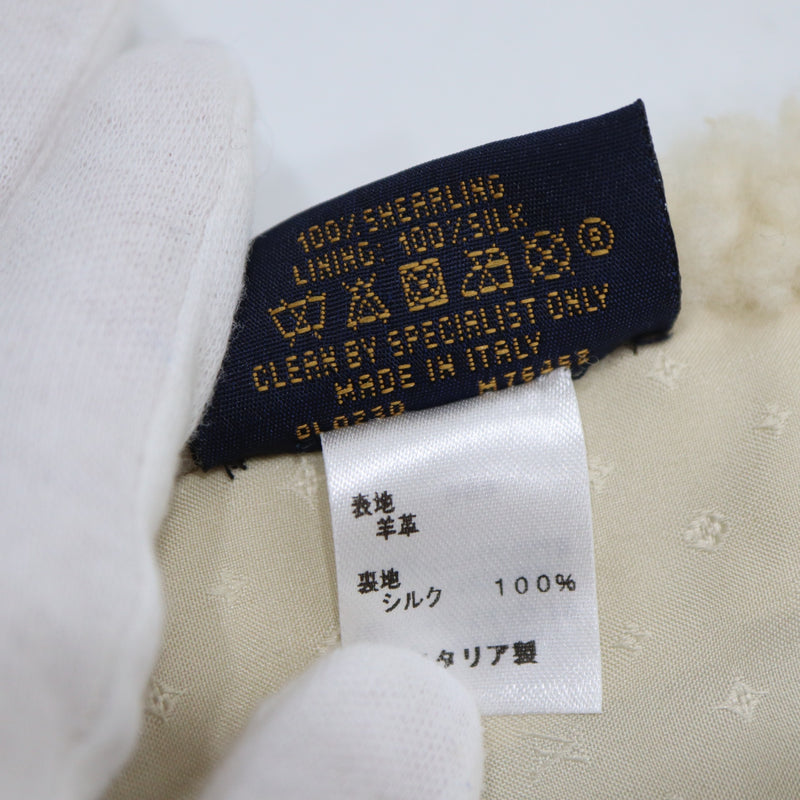 100% SHEARLING
LINING: 100% SILK
®
CLEAN BY SPECIALIST ONLY
MADE IN ITALY
表地
羊革
裏地
シルク 100%
タリア製